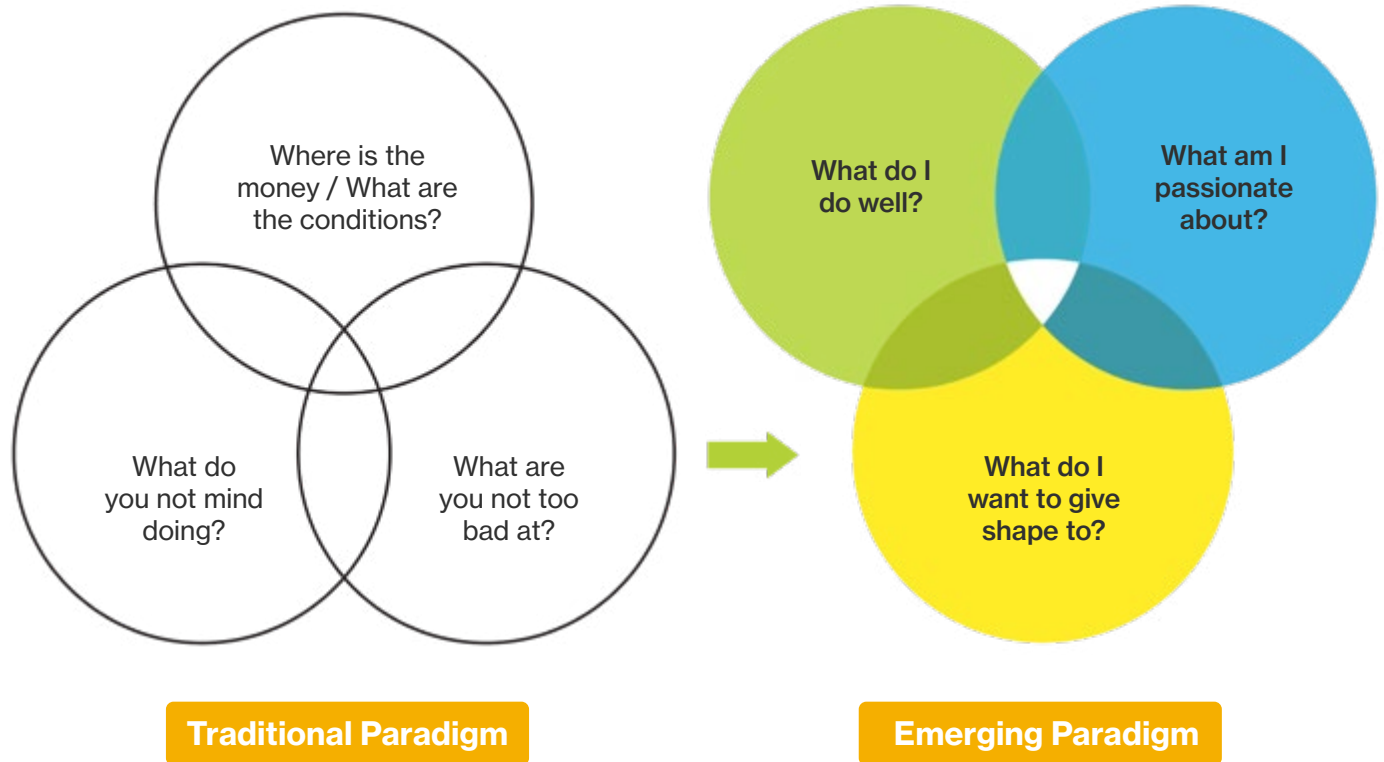 Where is the
money / What are
the conditions?
What do
you not mind
doing?
What are
you not too
bad at?
Traditional Paradigm
What do I
do well?
What am I
passionate
about?
What do I
want to give
shape to?
Emerging Paradigm